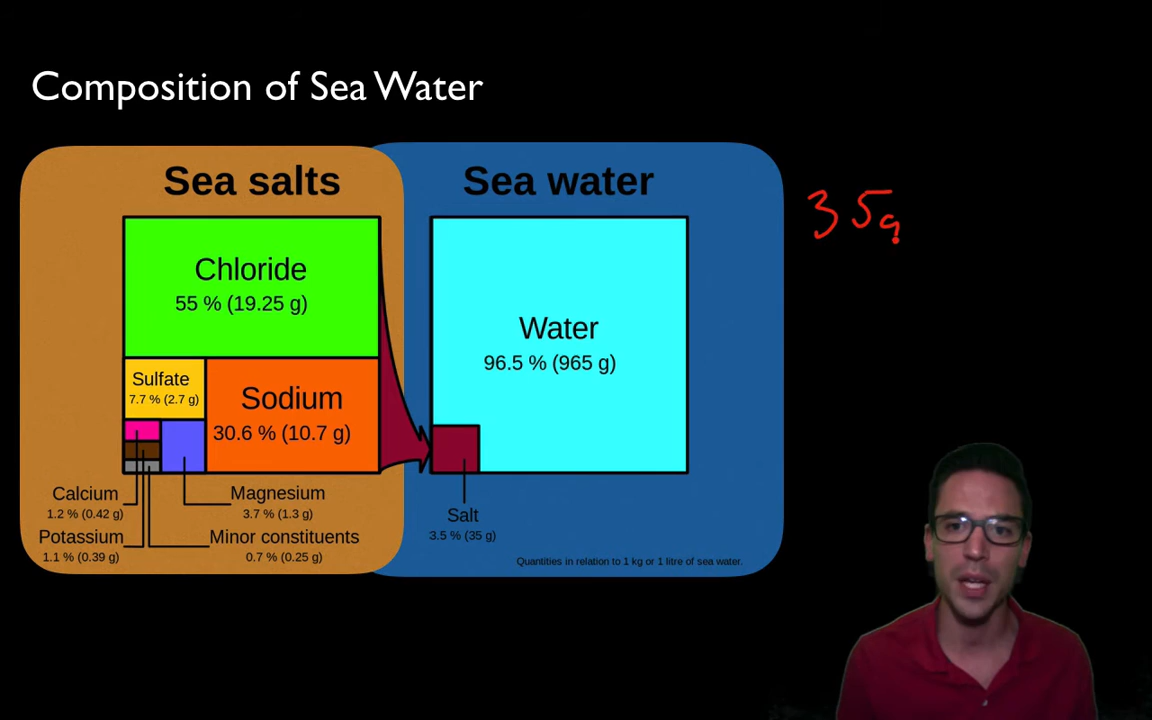 Composition of Sea Water
Sea salts
Chloride
55 % (19.25 g)
Sulfate
7.7 % (2.7 g)
Sodium
30.6 % (10.7 g)
Calcium
1.2 % (0.42 g)
Magnesium
3.7 % (1.3 g)
Potassium
1.1 % (0.39 g)
Minor constituents
0.7 % (0.25 g)
Sea water
Water
96.5 % (965 g)
Salt
3.5 % (35 g)
Quantities in relation to 1 kg or 1 litre of sea water.
35g